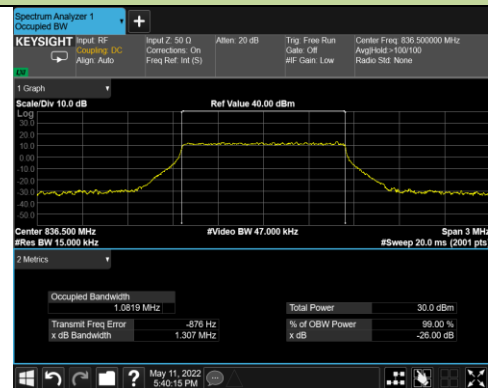 Spectrum Analyzer 1
Occupied BW
KEYSIGHT
Input: RF
Coupling: DC
Align: Auto
Input Z: 50 Ω
Corrections: On
Freq Ref: Int (S)
Atten: 20 dB
Trig: Free Run
Gate: Off
#IF Gain: Low
Center Freq: 836.500000 MHz
Avg|Hold:>100/100
Radio Std: None
1 Graph
Scale/Div 10.0 dB
Ref Value 40.00 dBm
Log
30.0
20.0
10.0
0.00
-10.0
-20.0
-30.0
-40.0
-50.0
Center 836.500 MHz
#Video BW 47.000 kHz
Span 3 MHz
#Res BW 15.000 kHz
#Sweep 20.0 ms (2001 pts)
2 Metrics
Occupied Bandwidth
1.0819 MHz
Total Power 30.0 dBm
Transmit Freq Error -876 Hz
% of OBW Power 99.00 %
x dB Bandwidth 1.307 MHz
x dB -26.00 dB
May 11, 2022
5:40:15 PM